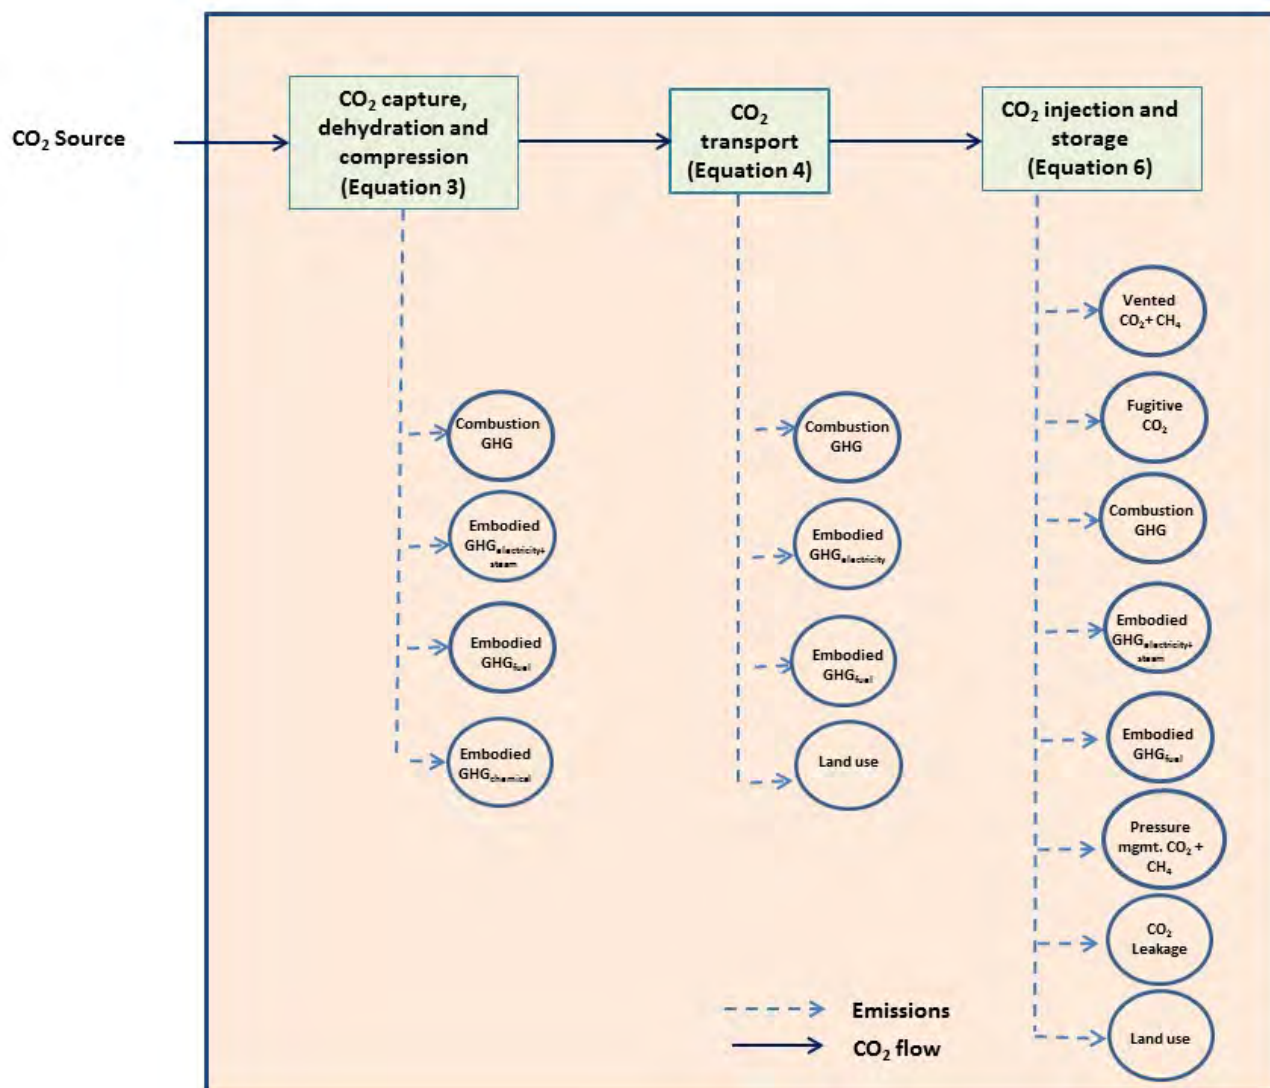 CO₂ Source
CO₂ capture,
dehydration and
compression
(Equation 3)
CO₂
transport
(Equation 4)
CO₂ injection and
storage
(Equation 6)
Combustion
GHG
Embodied
GHGelectricity+
steam
Embodied
GHGfuel
Embodied
GHGchemical
Combustion
GHG
Embodied
GHGelectricity
Embodied
GHGfuel
Land use
Vented
CO₂+ CH₄
Fugitive
CO₂
Combustion
GHG
Embodied
GHGelectricity+
steam
Embodied
GHGfuel
Pressure
mgmt. CO₂ +
CH₄
CO₂
Leakage
Land use
Emissions
CO₂ flow